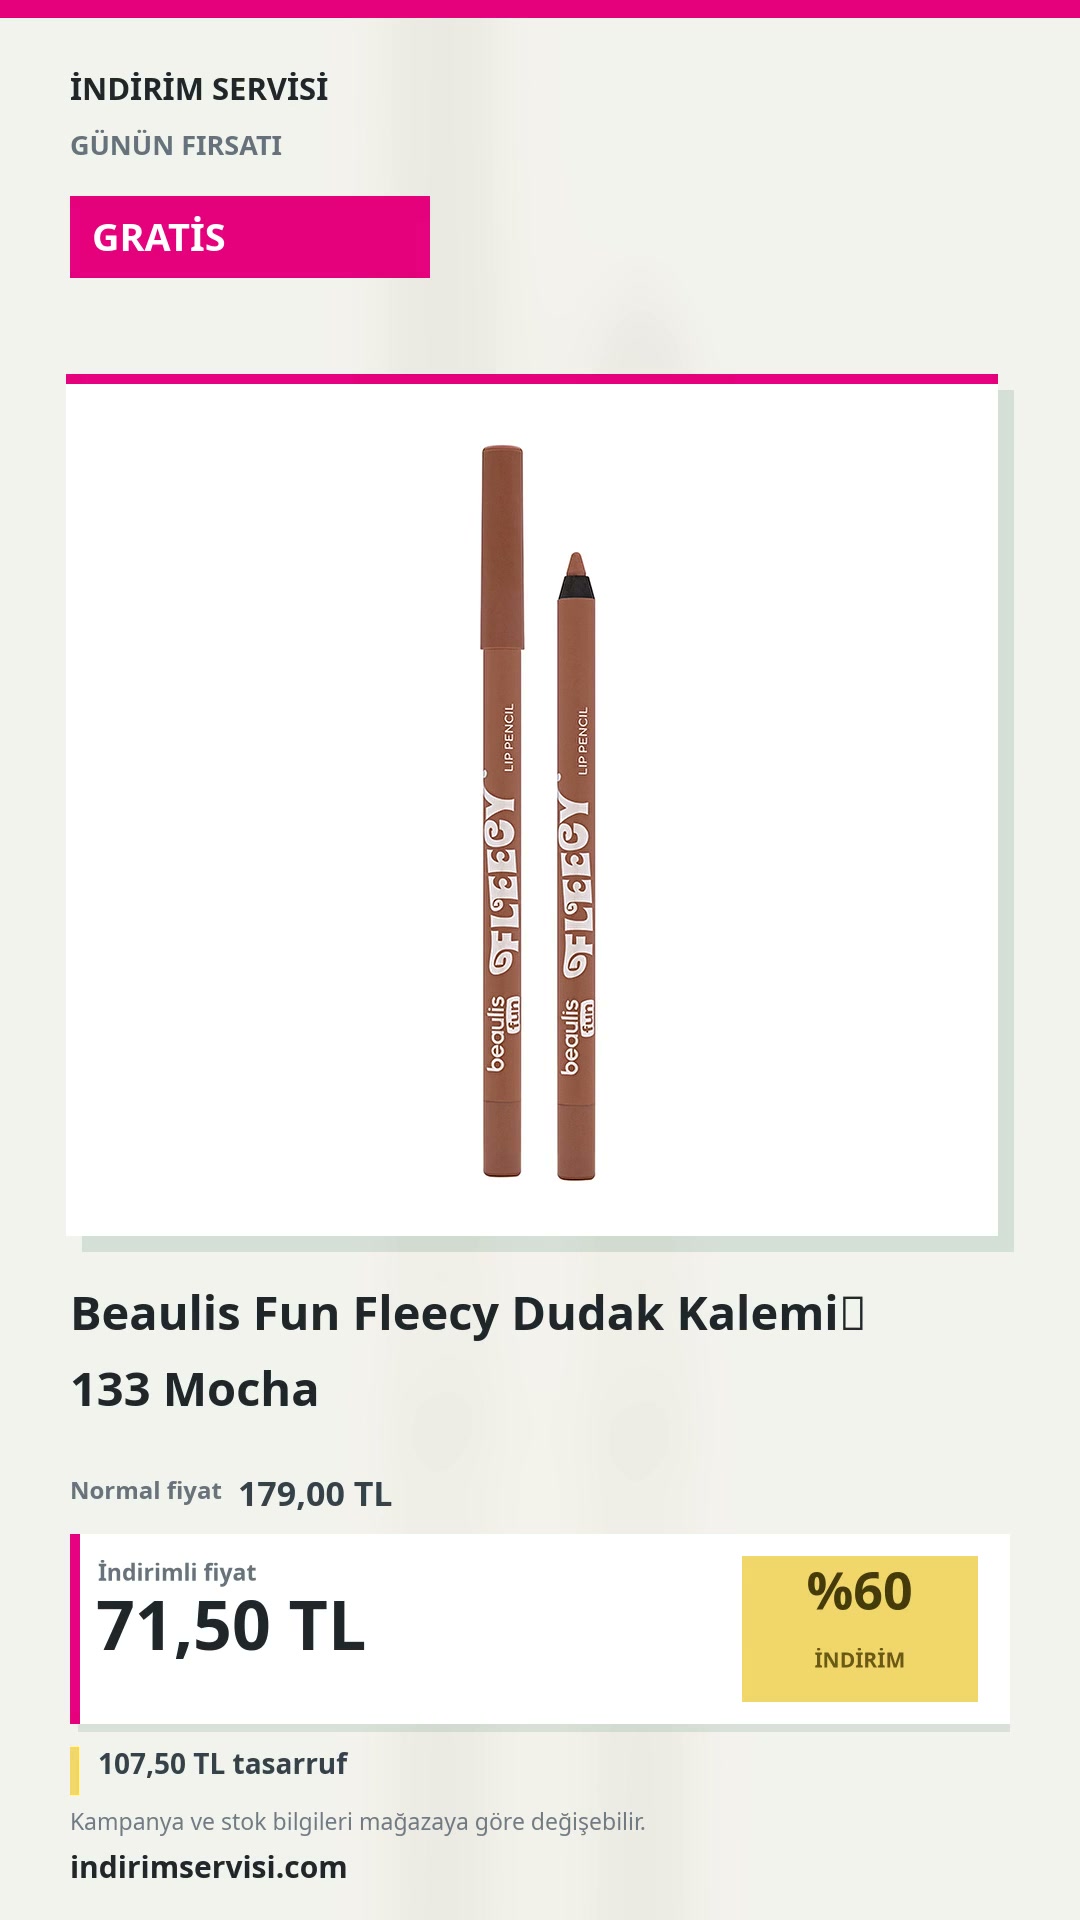 İNDİRİM SERVİSİ
GÜNÜN FIRSATI
GRATİS
LIP PENCIL
FLEECY
beaulis
fun
LIP PENCIL
FLEECY
beaulis
fun
Beaulis Fun Fleecy Dudak Kalemi
133 Mocha
Normal fiyat 179,00 TL
İndirimli fiyat
71,50 TL
%60
İNDİRİM
107,50 TL tasarruf
Kampanya ve stok bilgileri mağazaya göre değişebilir.
indirimservisi.com